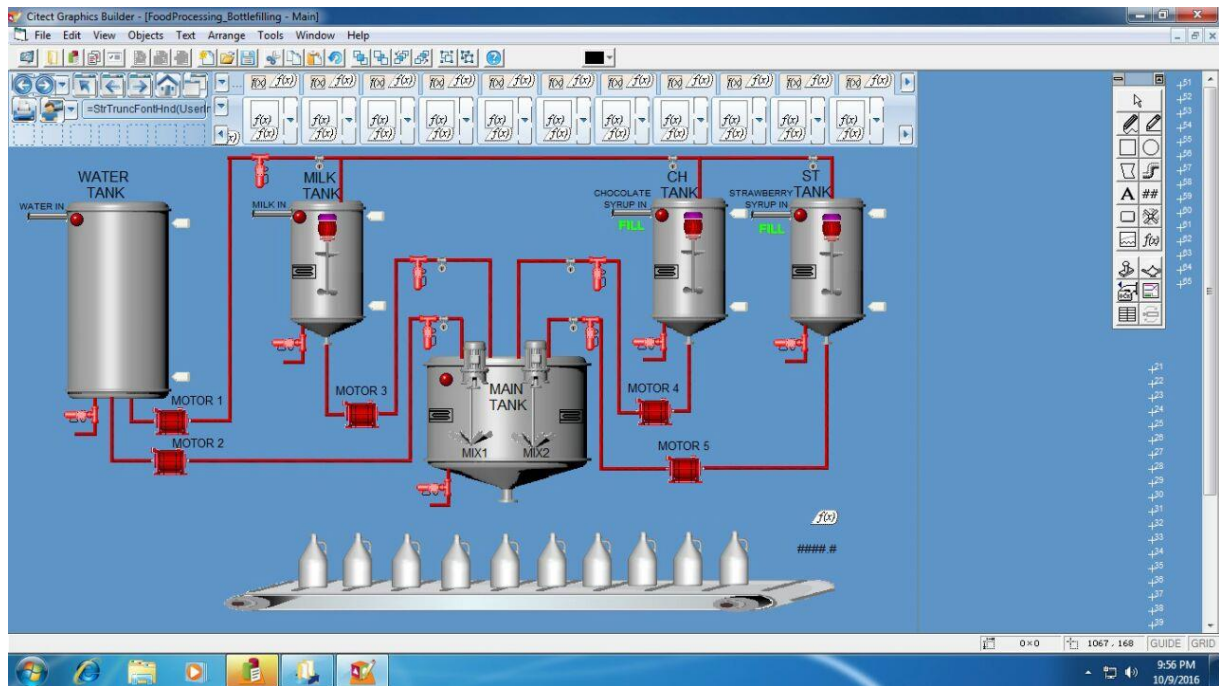 Citect Graphics Builder - [FoodProcessing_Bottlefilling - Main]
File Edit View Objects Text Arrange Tools Window Help
f(x) f(x) f(x) f(x) f(x) f(x) f(x) f(x) f(x) f(x) f(x) f(x) f(x) f(x) f(x) f(x) f(x) f(x) f(x) f(x) f(x) f(x)
=StrTruncFontHnd(UserIr
f(x) f(x) f(x) f(x) f(x) f(x) f(x) f(x) f(x) f(x) f(x)
x) f(x) f(x) f(x) f(x) f(x) f(x) f(x) f(x) f(x) f(x) f(x)
A ##
f(x)
WATER
TANK
WATER IN
MILK
TANK
MILK IN
CH
TANK
CHOCOLATE
SYRUP IN
FILL
ST
TANK
STRAWBERRY
SYRUP IN
FILL
MOTOR 1
MOTOR 2
MOTOR 3
MOTOR 4
MOTOR 5
MAIN
TANK
MIX1 MIX2
f(x)
####.#
0×0 1067 , 168 GUIDE GRID
9:56 PM
10/9/2016